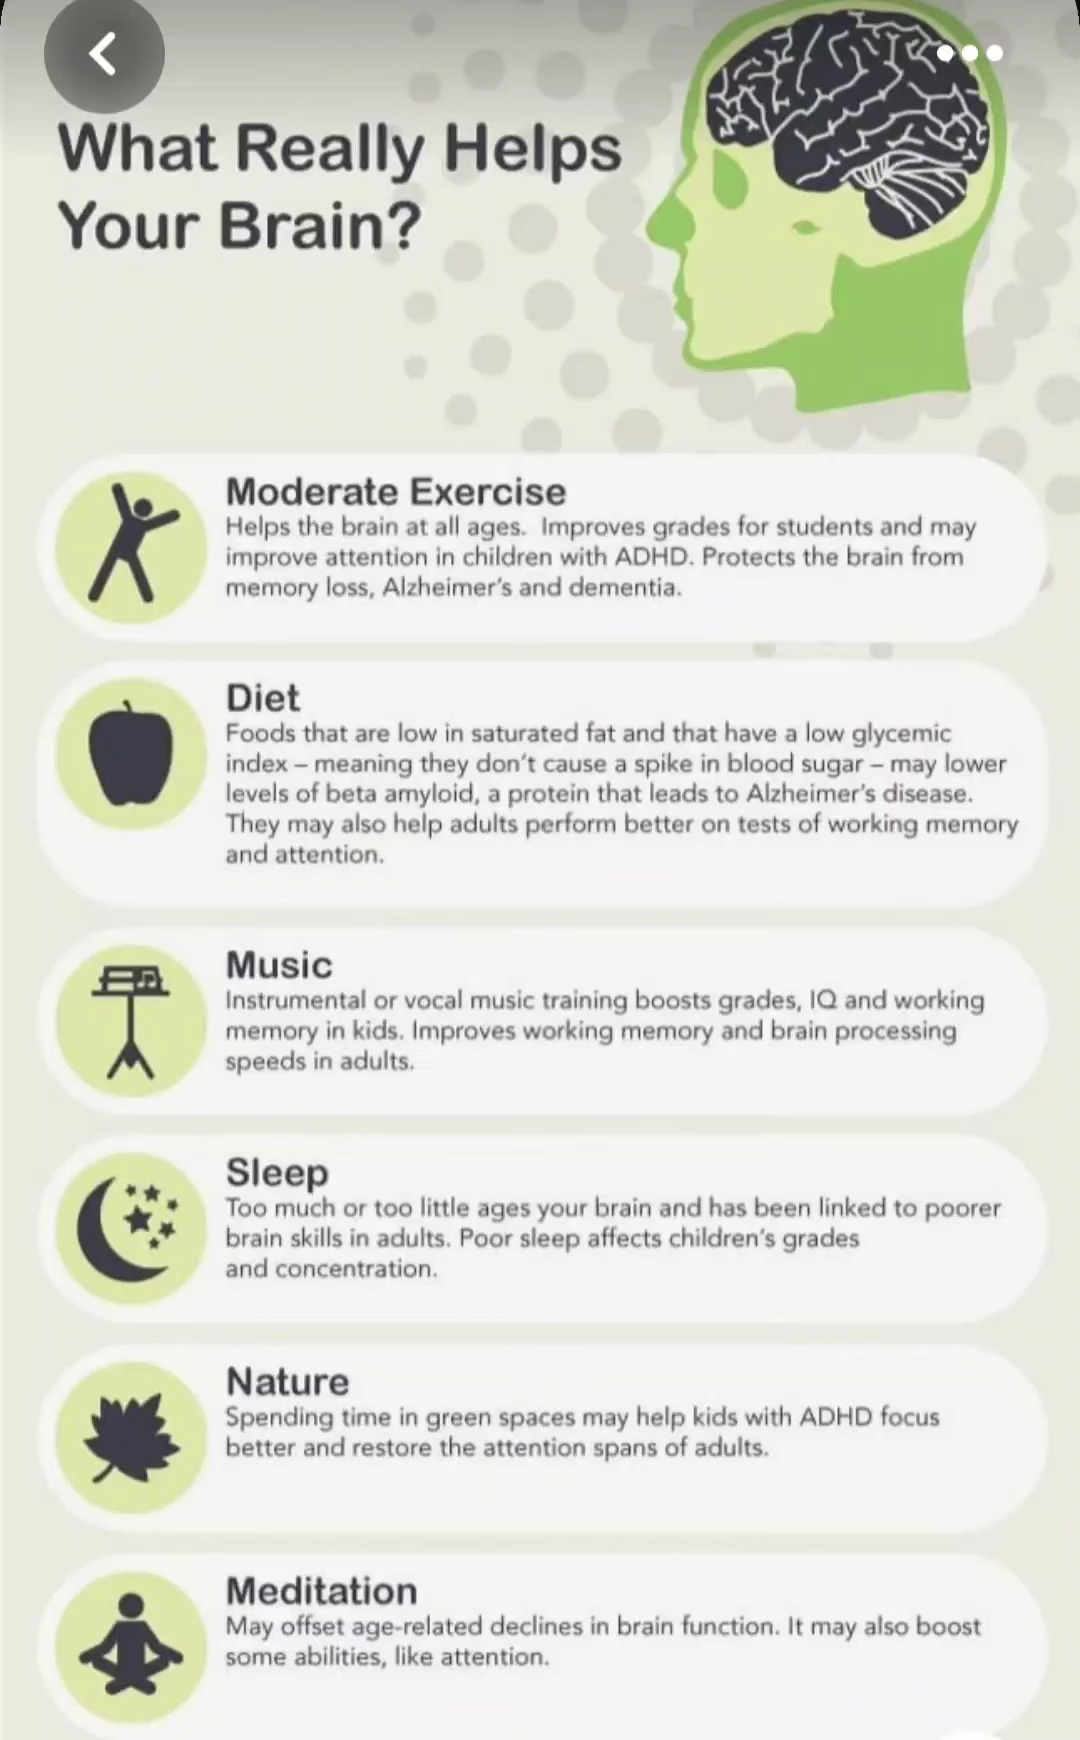 What Really Helps
Your Brain?
Moderate Exercise
Helps the brain at all ages.  Improves grades for students and may
improve attention in children with ADHD. Protects the brain from
memory loss, Alzheimer's and dementia.
Diet
Foods that are low in saturated fat and that have a low glycemic
index – meaning they don't cause a spike in blood sugar – may lower
levels of beta amyloid, a protein that leads to Alzheimer's disease.
They may also help adults perform better on tests of working memory
and attention.
Music
Instrumental or vocal music training boosts grades, IQ and working
memory in kids. Improves working memory and brain processing
speeds in adults.
Sleep
Too much or too little ages your brain and has been linked to poorer
brain skills in adults. Poor sleep affects children's grades
and concentration.
Nature
Spending time in green spaces may help kids with ADHD focus
better and restore the attention spans of adults.
Meditation
May offset age-related declines in brain function. It may also boost
some abilities, like attention.